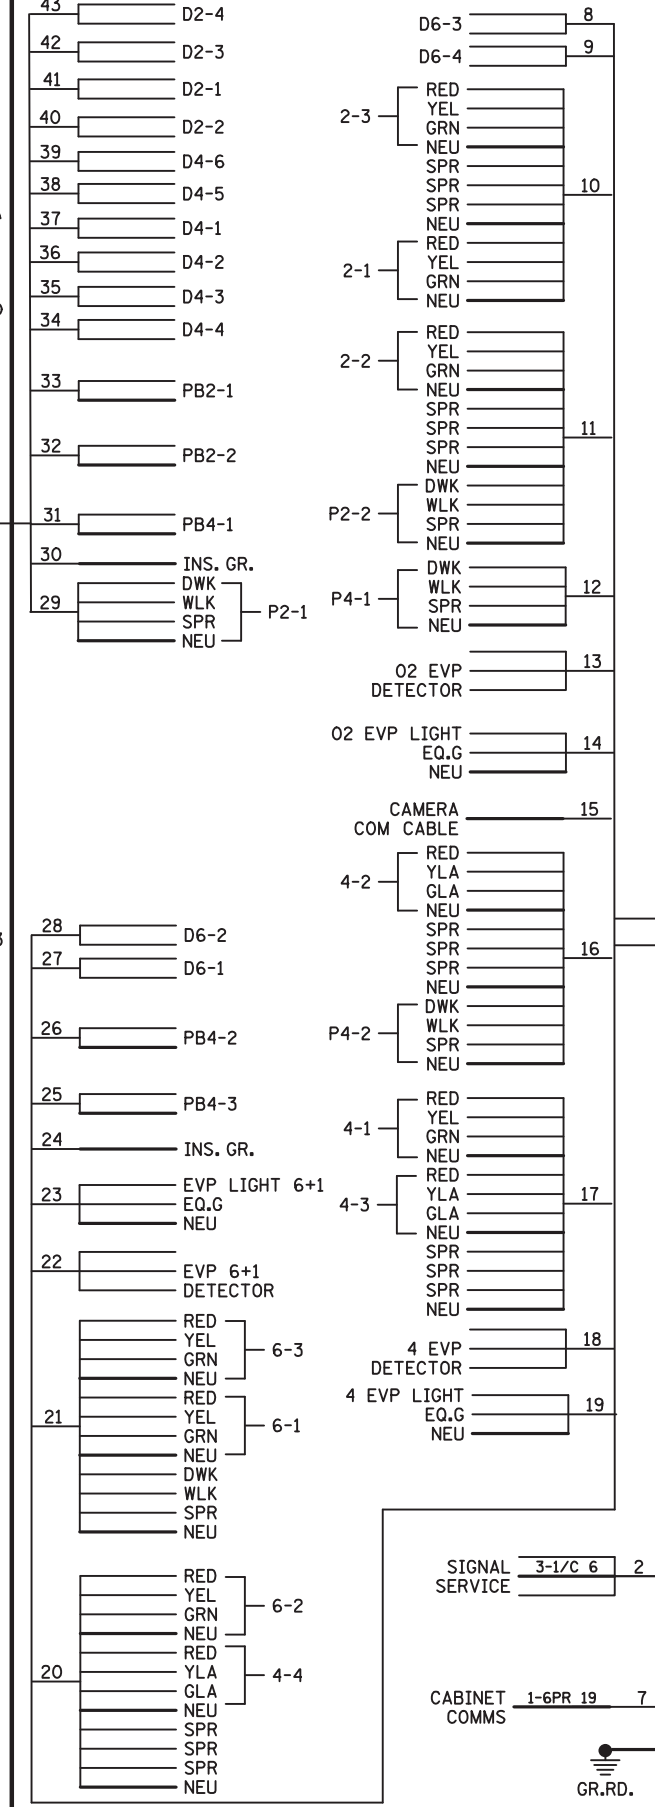 43 D2-4
42 D2-3
41 D2-1
40 D2-2
39 D4-6
38 D4-5
37 D4-1
36 D4-2
35 D4-3
34 D4-4
33 PB2-1
32 PB2-2
31 PB4-1
30 INS. GR.
29 DWK
WLK
SPR
NEU
P2-1
28 D6-2
27 D6-1
26 PB4-2
25 PB4-3
24 INS. GR.
23 EVP LIGHT 6+1
EQ.G
NEU
22 EVP 6+1
DETECTOR
21
RED
YEL
GRN
NEU
6-3
RED
YEL
GRN
NEU
6-1
DWK
WLK
SPR
NEU
20
RED
YEL
GRN
NEU
6-2
RED
YLA
GLA
NEU
4-4
SPR
SPR
SPR
NEU
D6-3 8
D6-4 9
2-3
RED
YEL
GRN
NEU
SPR
SPR
SPR
NEU
10
2-1
RED
YEL
GRN
NEU
2-2
RED
YEL
GRN
NEU
SPR
SPR
SPR
NEU
11
P2-2
DWK
WLK
SPR
NEU
P4-1
DWK
WLK
SPR
NEU
12
O2 EVP
DETECTOR
13
O2 EVP LIGHT
EQ.G
NEU
14
CAMERA
COM CABLE
15
4-2
RED
YLA
GLA
NEU
SPR
SPR
SPR
NEU
16
P4-2
DWK
WLK
SPR
NEU
4-1
RED
YEL
GRN
NEU
4-3
RED
YLA
GLA
NEU
17
SPR
SPR
SPR
NEU
4 EVP
DETECTOR
18
4 EVP LIGHT
EQ.G
NEU
19
SIGNAL
SERVICE
3-1/C 6 2
CABINET
COMMS
1-6PR 19 7
GR.RD.